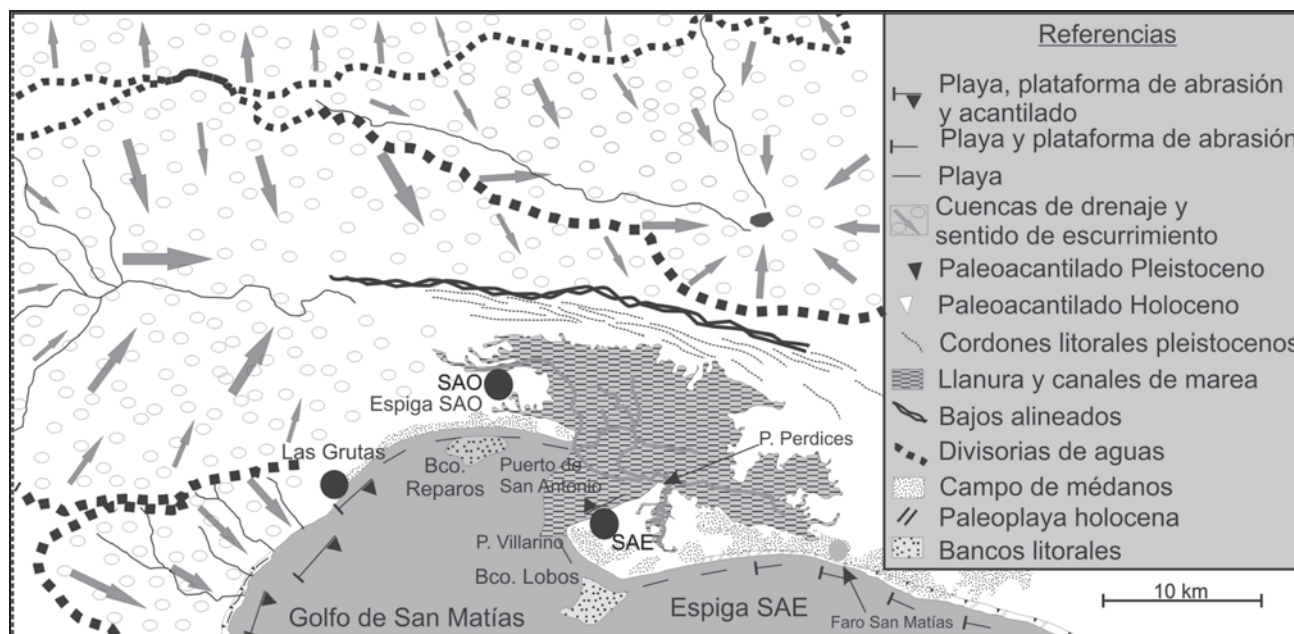 Referencias
Playa, plataforma de abrasión
y acantilado
Playa y plataforma de abrasión
Playa
Cuencas de drenaje y
sentido de escurrimiento
Paleoacantilado Pleistoceno
Paleoacantilado Holoceno
Cordones litorales pleistocenos
Llanura y canales de marea
Bajos alineados
Divisorias de aguas
Campo de médanos
Paleoplaya holocena
Bancos litorales
SAO
Espiga SAO
P. Perdices
Las Grutas
Bco.
Reparos
Puerto de
San Antonio
SAE
P. Villarino
Bco. Lobos
Golfo de San Matías
Espiga SAE
Faro San Matías
10 km